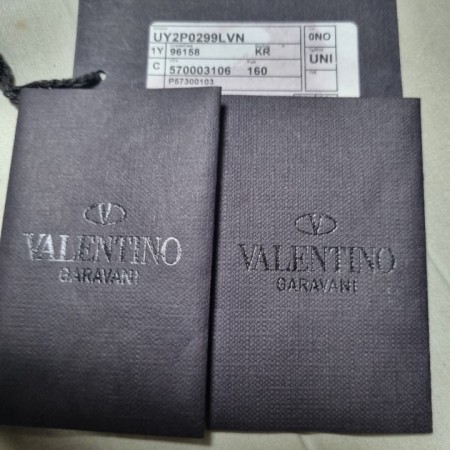 UY2P0299LVN
0NO
1Y 96158 KR
UNI
C 570003106 160
P57300103
V
VALENTINO
GARAVANI
V
VALENTINO
GARAVANI